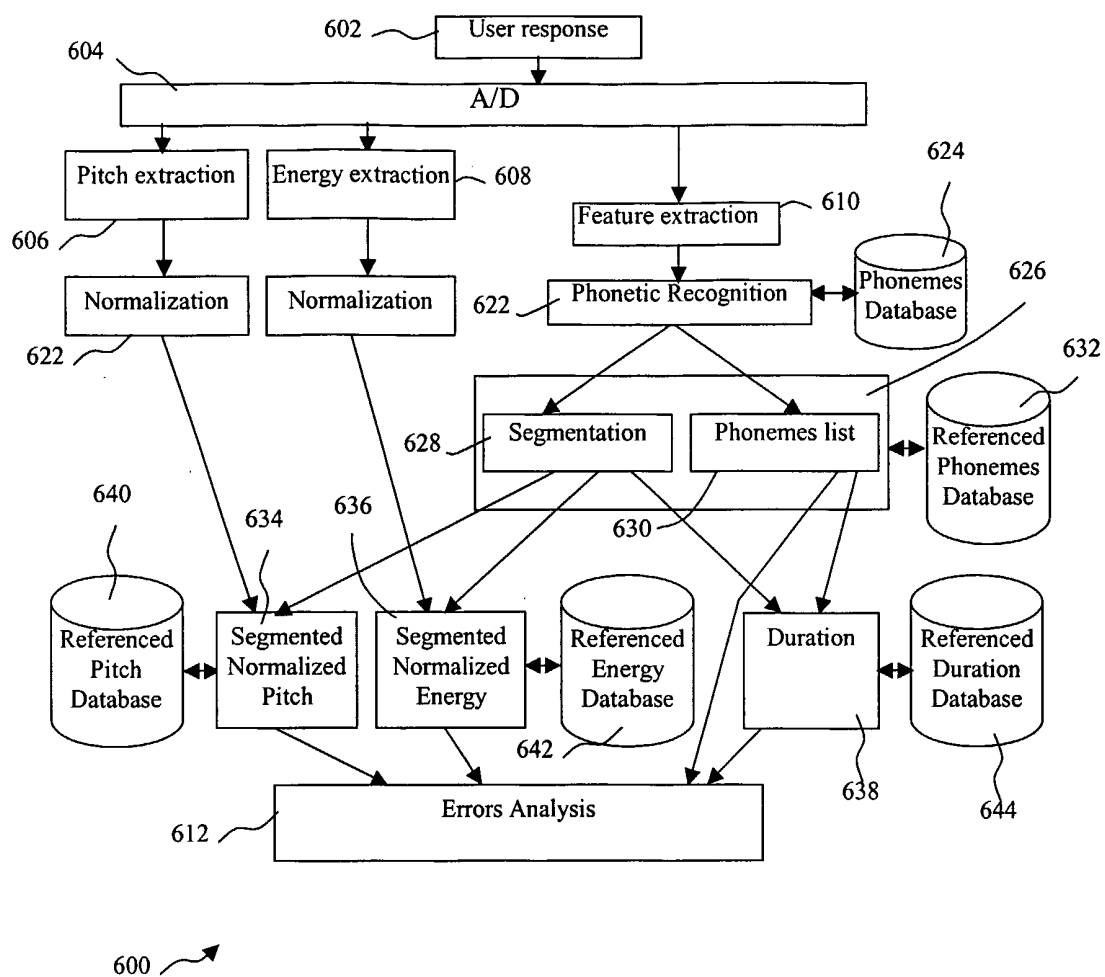 602
User response
604
A/D
Pitch extraction
Energy extraction
608
624
606
Feature extraction
610
Normalization
Normalization
622
Phonetic Recognition
Phonemes
Database
626
622
632
628
Segmentation
Phonemes list
Referenced
Phonemes
Database
640
634
636
630
Referenced
Pitch
Database
Segmented
Normalized
Pitch
Segmented
Normalized
Energy
Referenced
Energy
Database
Duration
Referenced
Duration
Database
642
638
644
612
Errors Analysis
600